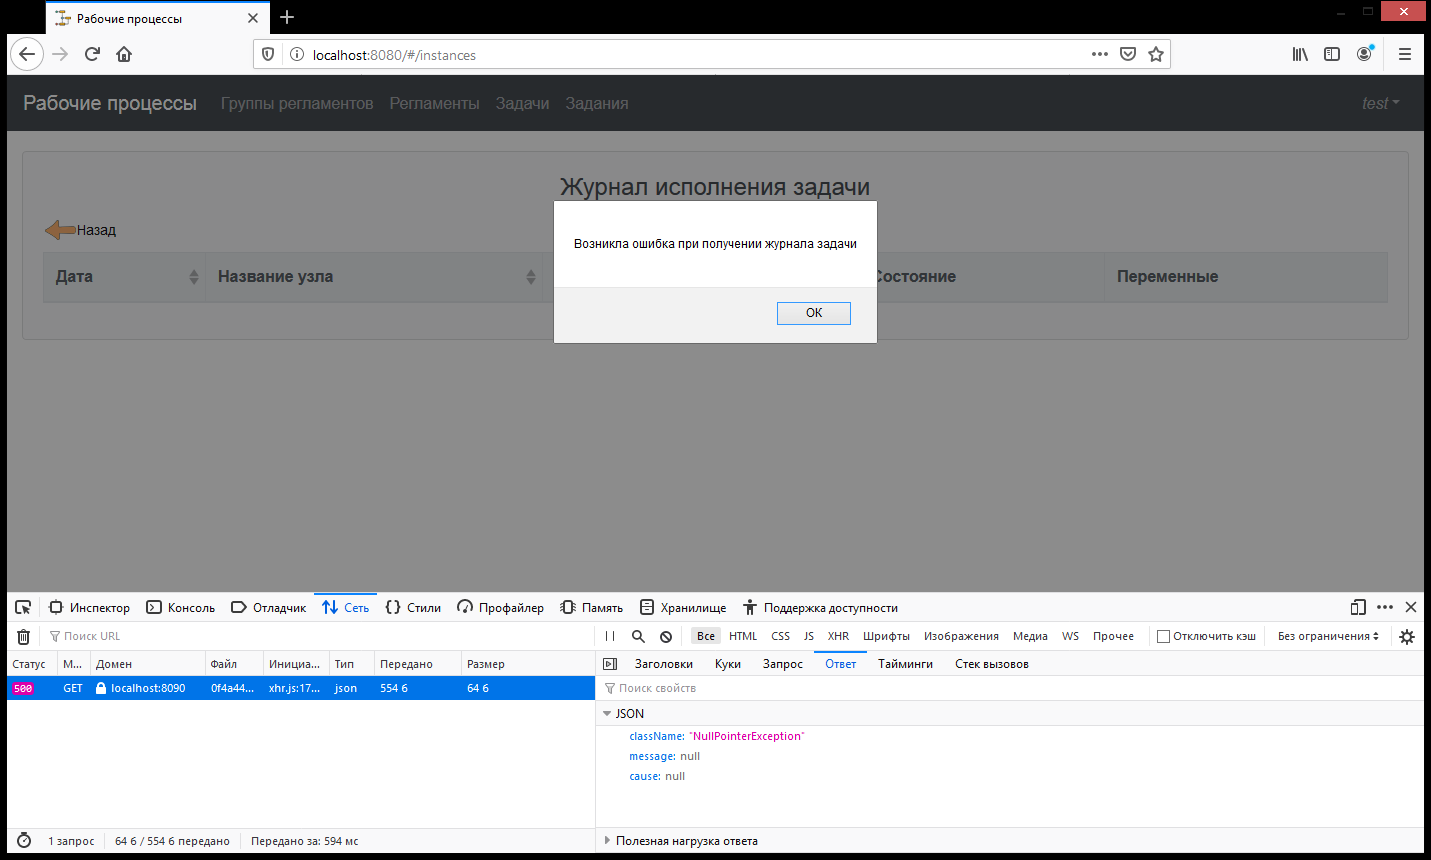 Рабочие процессы
localhost:8080/#/instances
Рабочие процессы Группы регламентов Регламенты Задачи Задания test
Журнал исполнения задачи
Назад
Возникла ошибка при получении журнала задачи
Дата Название узла Состояние Переменные
OK
Инспектор Консоль Отладчик Сеть Стили Профайлер Память Хранилище Поддержка доступности
Поиск URL
Все HTML CSS JS XHR Шрифты Изображения Медиа WS Прочее Отключить кэш Без ограничения
Статус М... Домен Файл Инициа... Тип Передано Размер
Заголовки Куки Запрос Ответ Тайминги Стек вызовов
500 GET localhost:8090 0f4a44... xhr.js:17... json 554 б 64 б
Поиск свойств
JSON
className: "NullPointerException"
message: null
cause: null
1 запрос 64 б / 554 б передано Передано за: 594 мс
Полезная нагрузка ответа